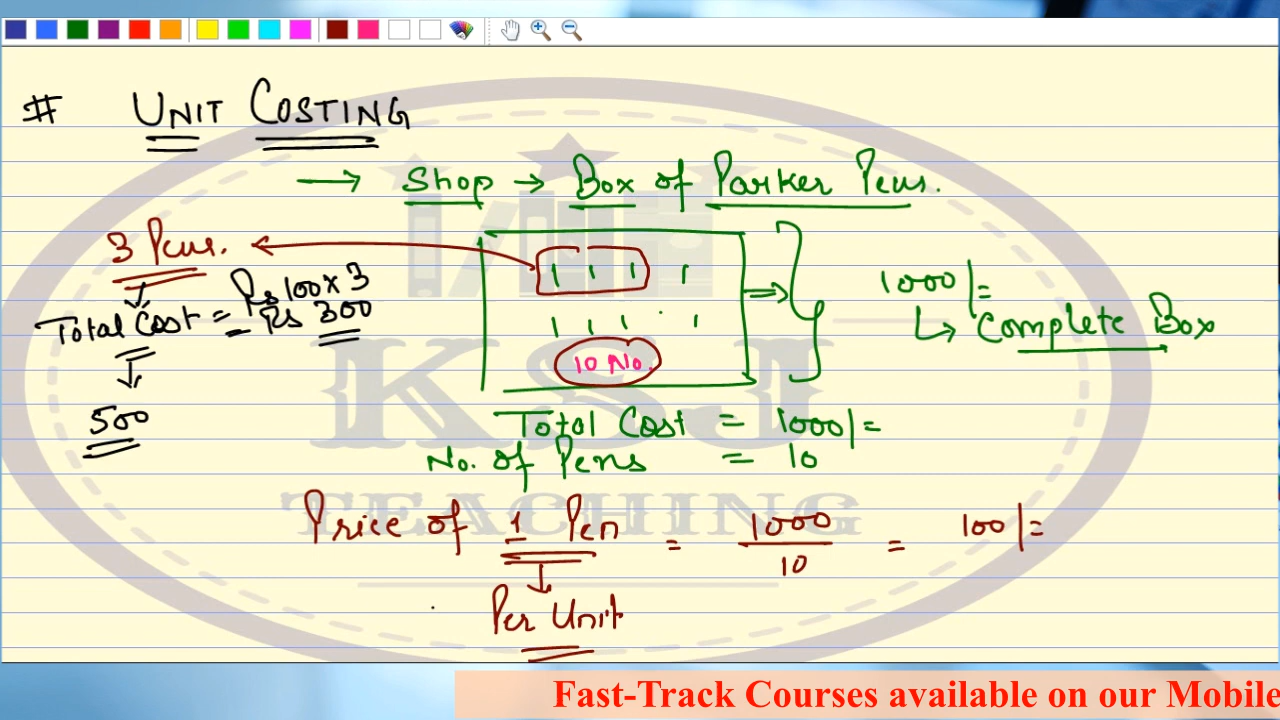 # UNIT COSTING
→ Shop → Box of Parker Pens.
3 Pens.
Total Cost = Rs 100 × 3
= Rs 300
500
10 No.
1000/=
↳ Complete Box
Total Cost = 1000/=
No. of Pens = 10
Price of 1 Pen = 1000/10 = 100/=
Per Unit
KSJ
TEACHING
Fast-Track Courses available on our Mobile